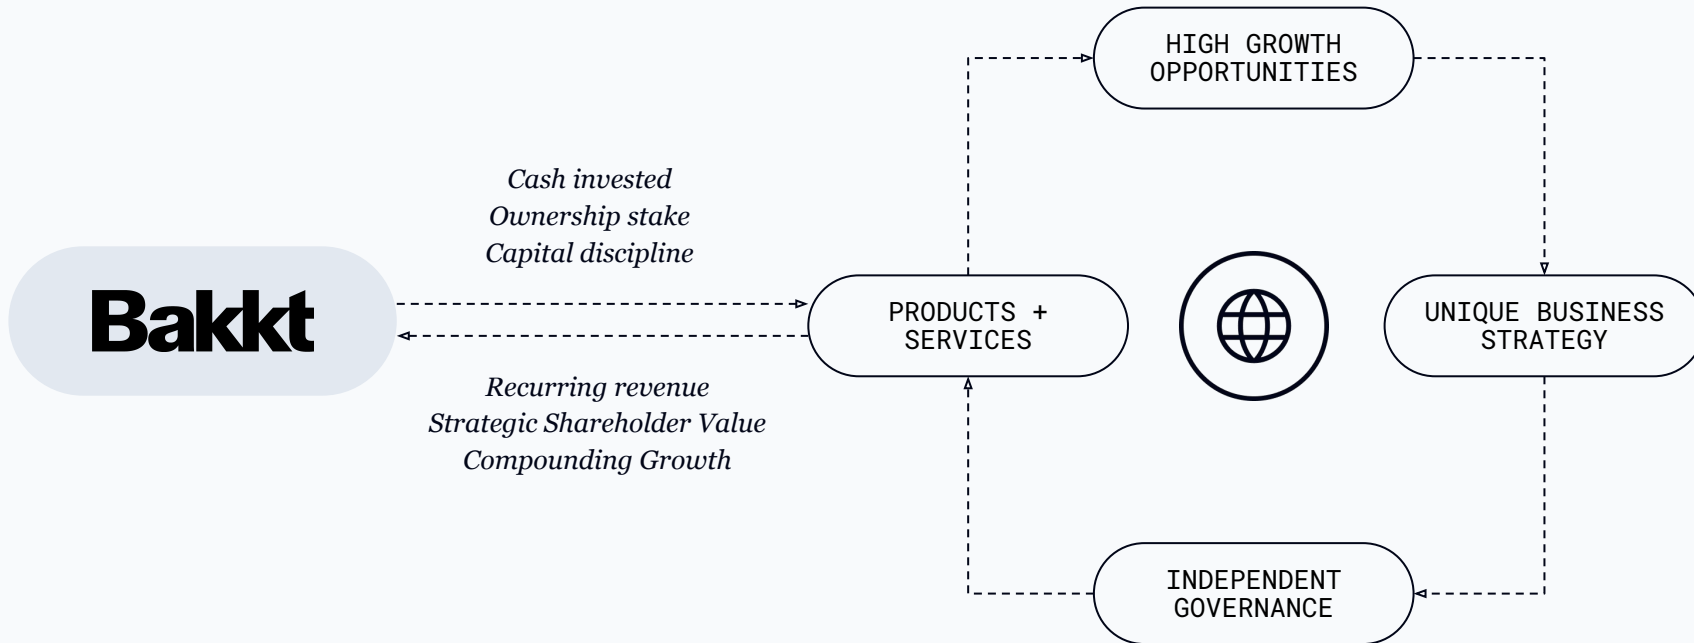 HIGH GROWTH
OPPORTUNITIES
Cash invested
Ownership stake
Capital discipline
Bakkt
PRODUCTS +
SERVICES
UNIQUE BUSINESS
STRATEGY
Recurring revenue
Strategic Shareholder Value
Compounding Growth
INDEPENDENT
GOVERNANCE